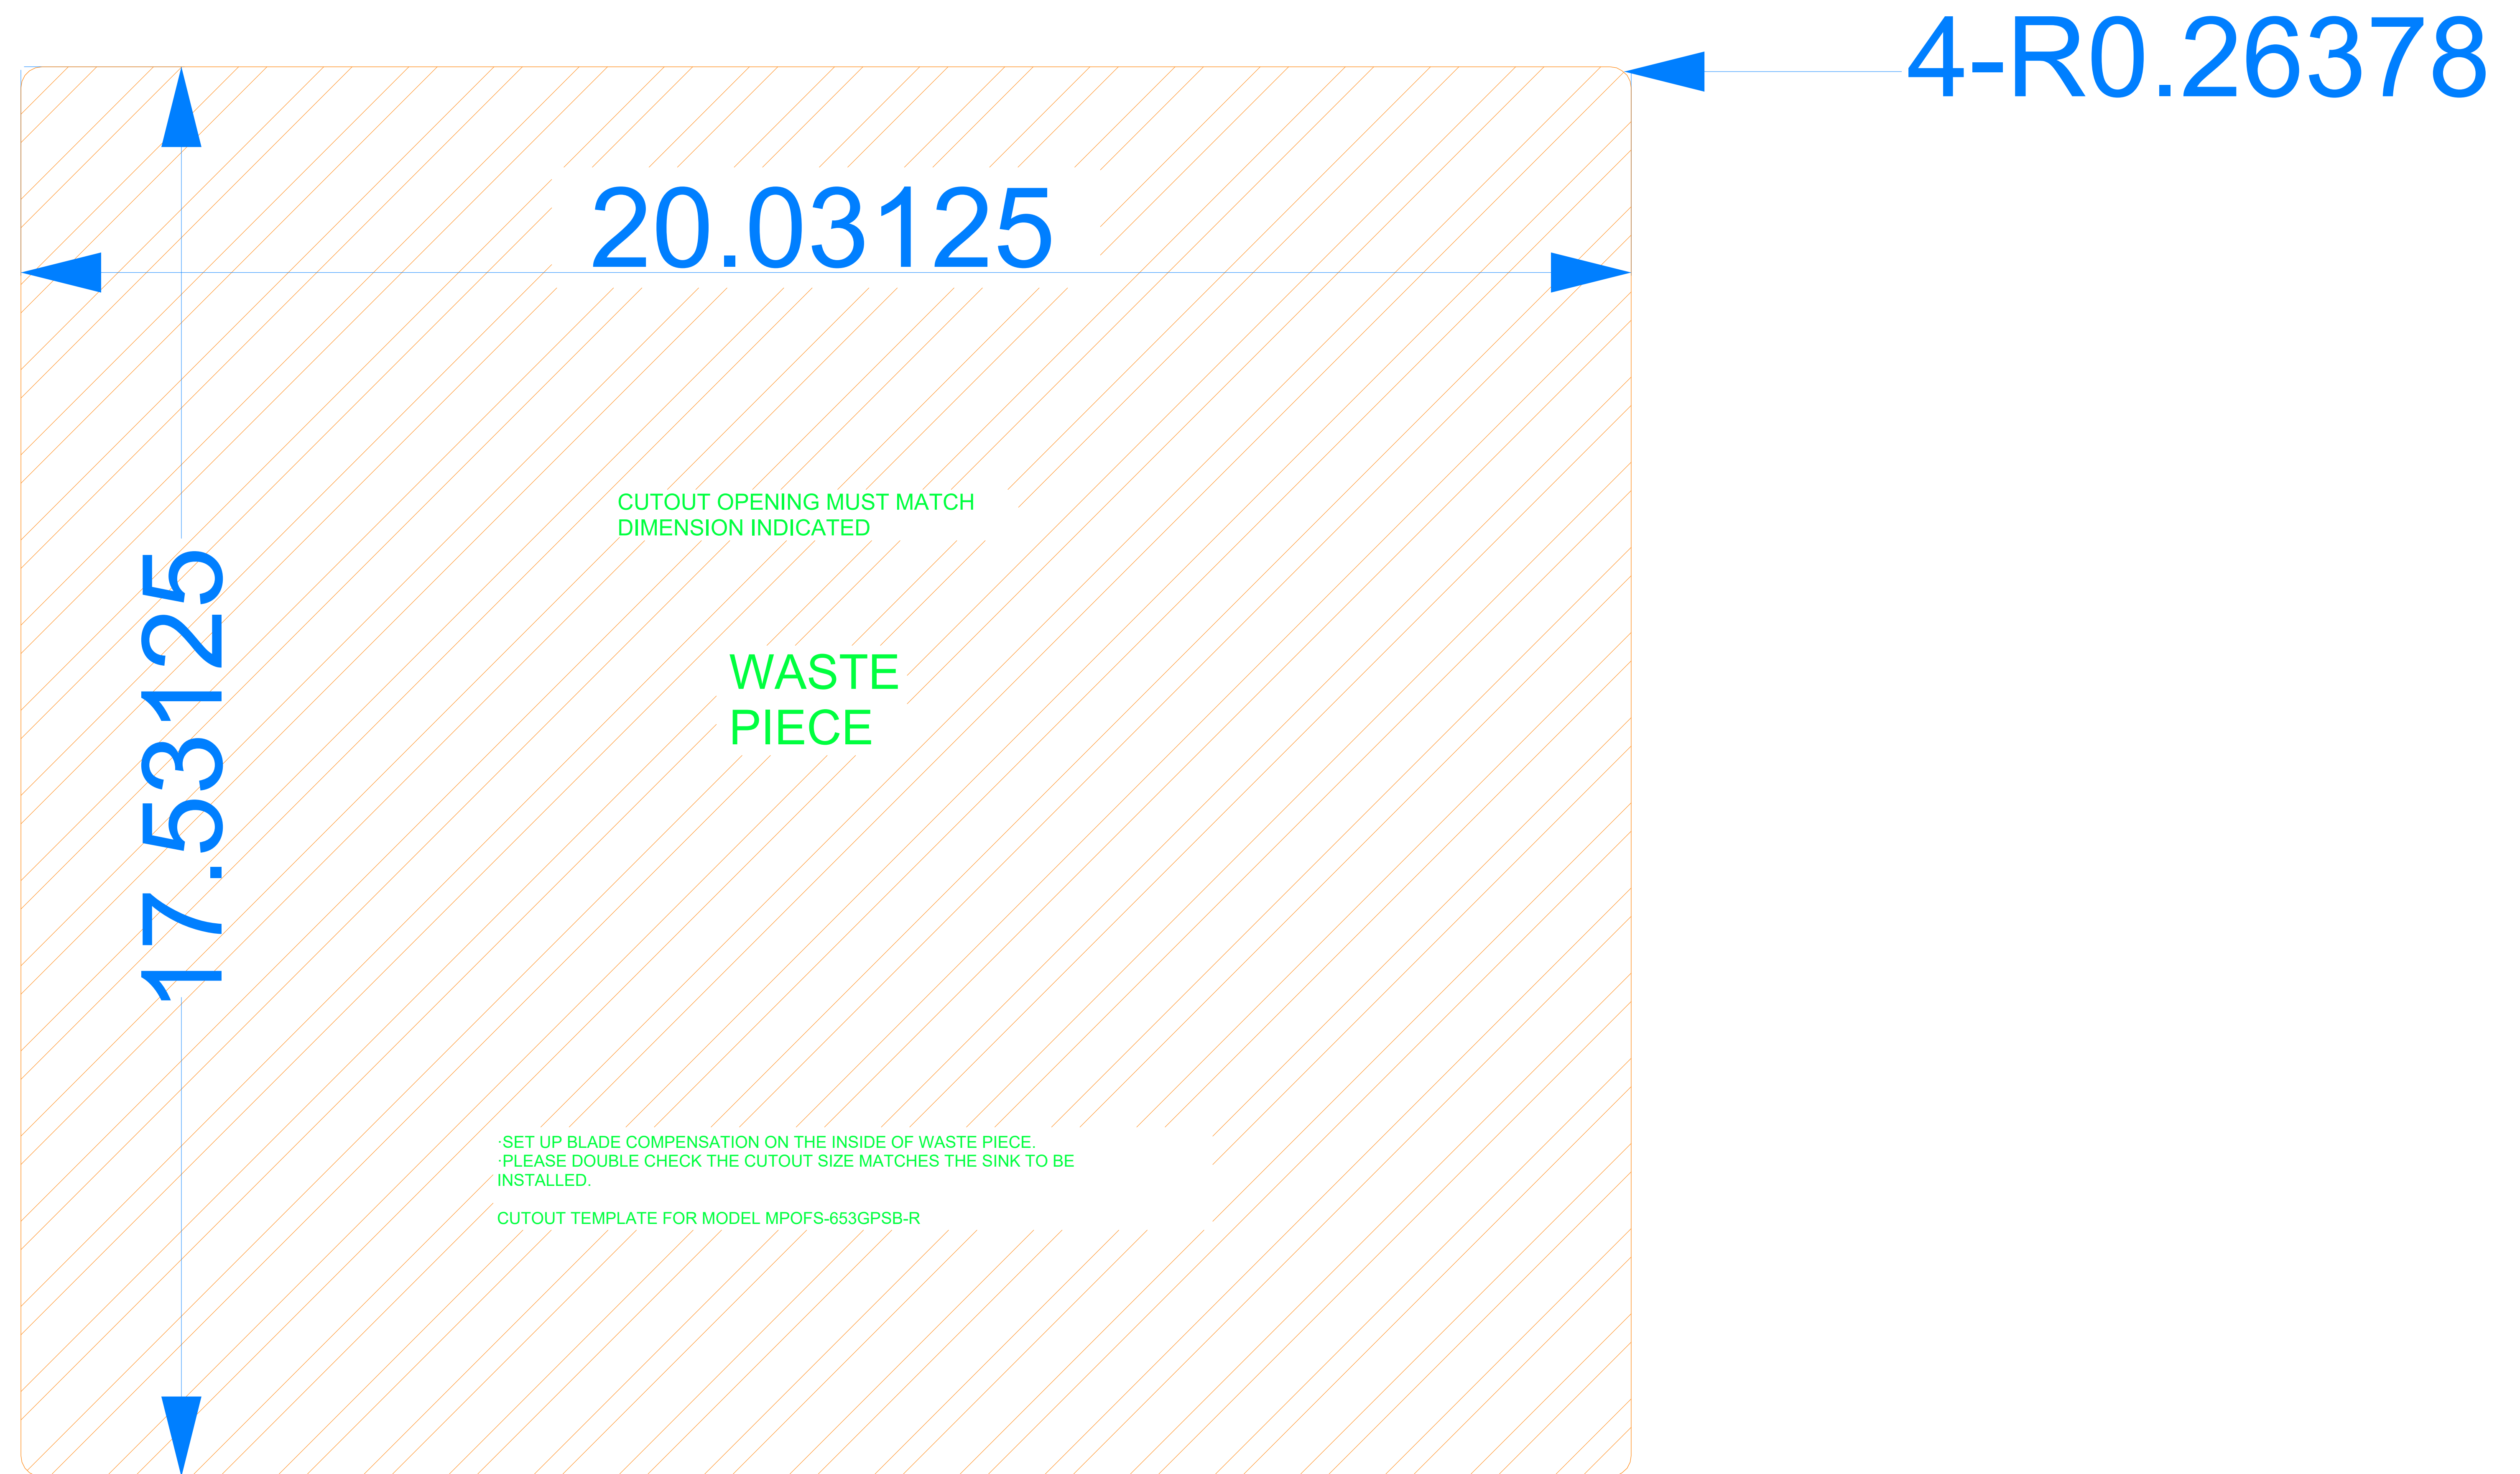 4-R0.26378
20.03125
CUTOUT OPENING MUST MATCH
DIMENSION INDICATED
17.53125
WASTE
PIECE
·SET UP BLADE COMPENSATION ON THE INSIDE OF WASTE PIECE.
·PLEASE DOUBLE CHECK THE CUTOUT SIZE MATCHES THE SINK TO BE
INSTALLED.
CUTOUT TEMPLATE FOR MODEL MPOFS-653GPSB-R